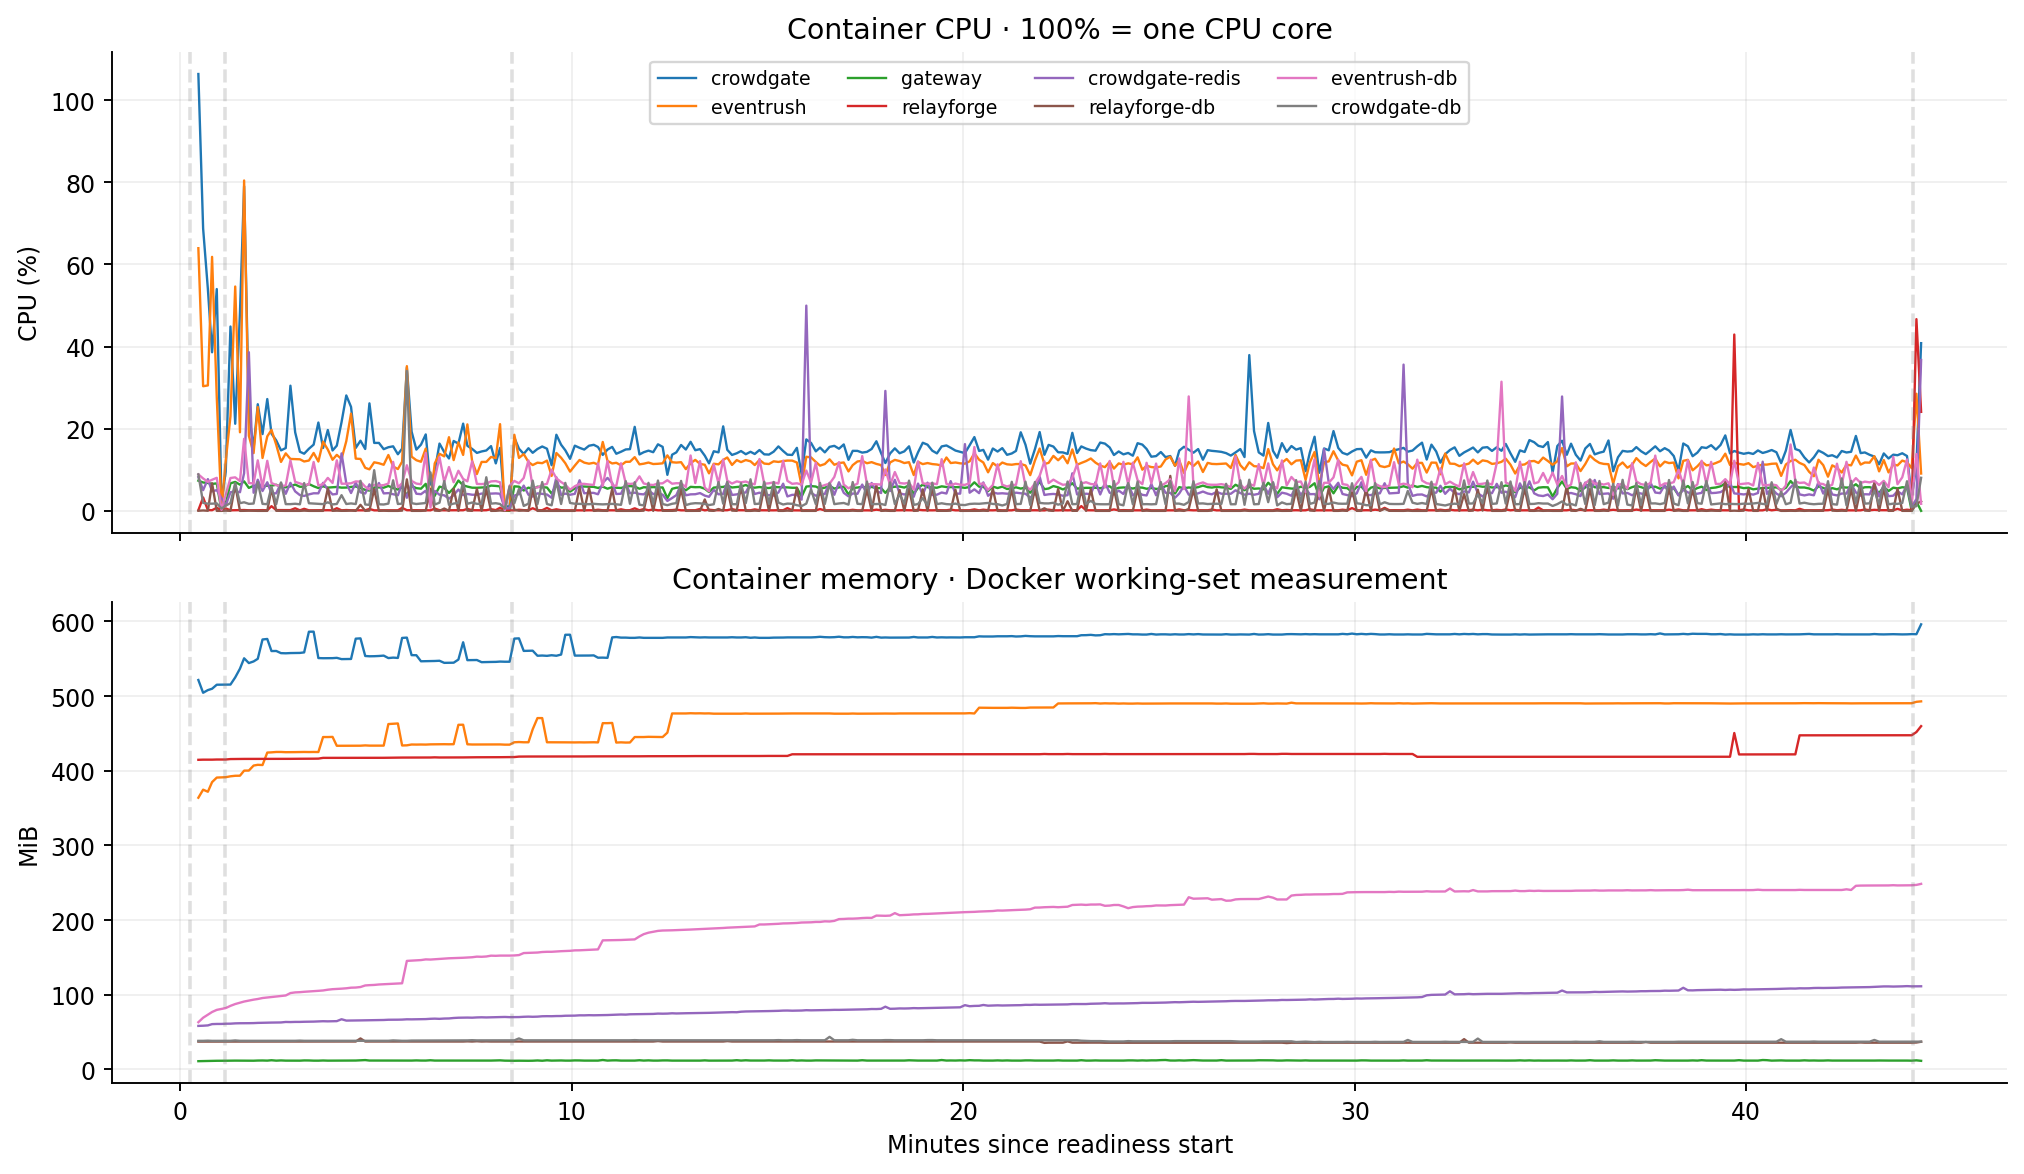 Container CPU · 100% = one CPU core
crowdgate
eventrush
gateway
relayforge
crowdgate-redis
relayforge-db
eventrush-db
crowdgate-db
CPU (%)
100
80
60
40
20
0
Container memory · Docker working-set measurement
MiB
600
500
400
300
200
100
0
0 10 20 30 40
Minutes since readiness start